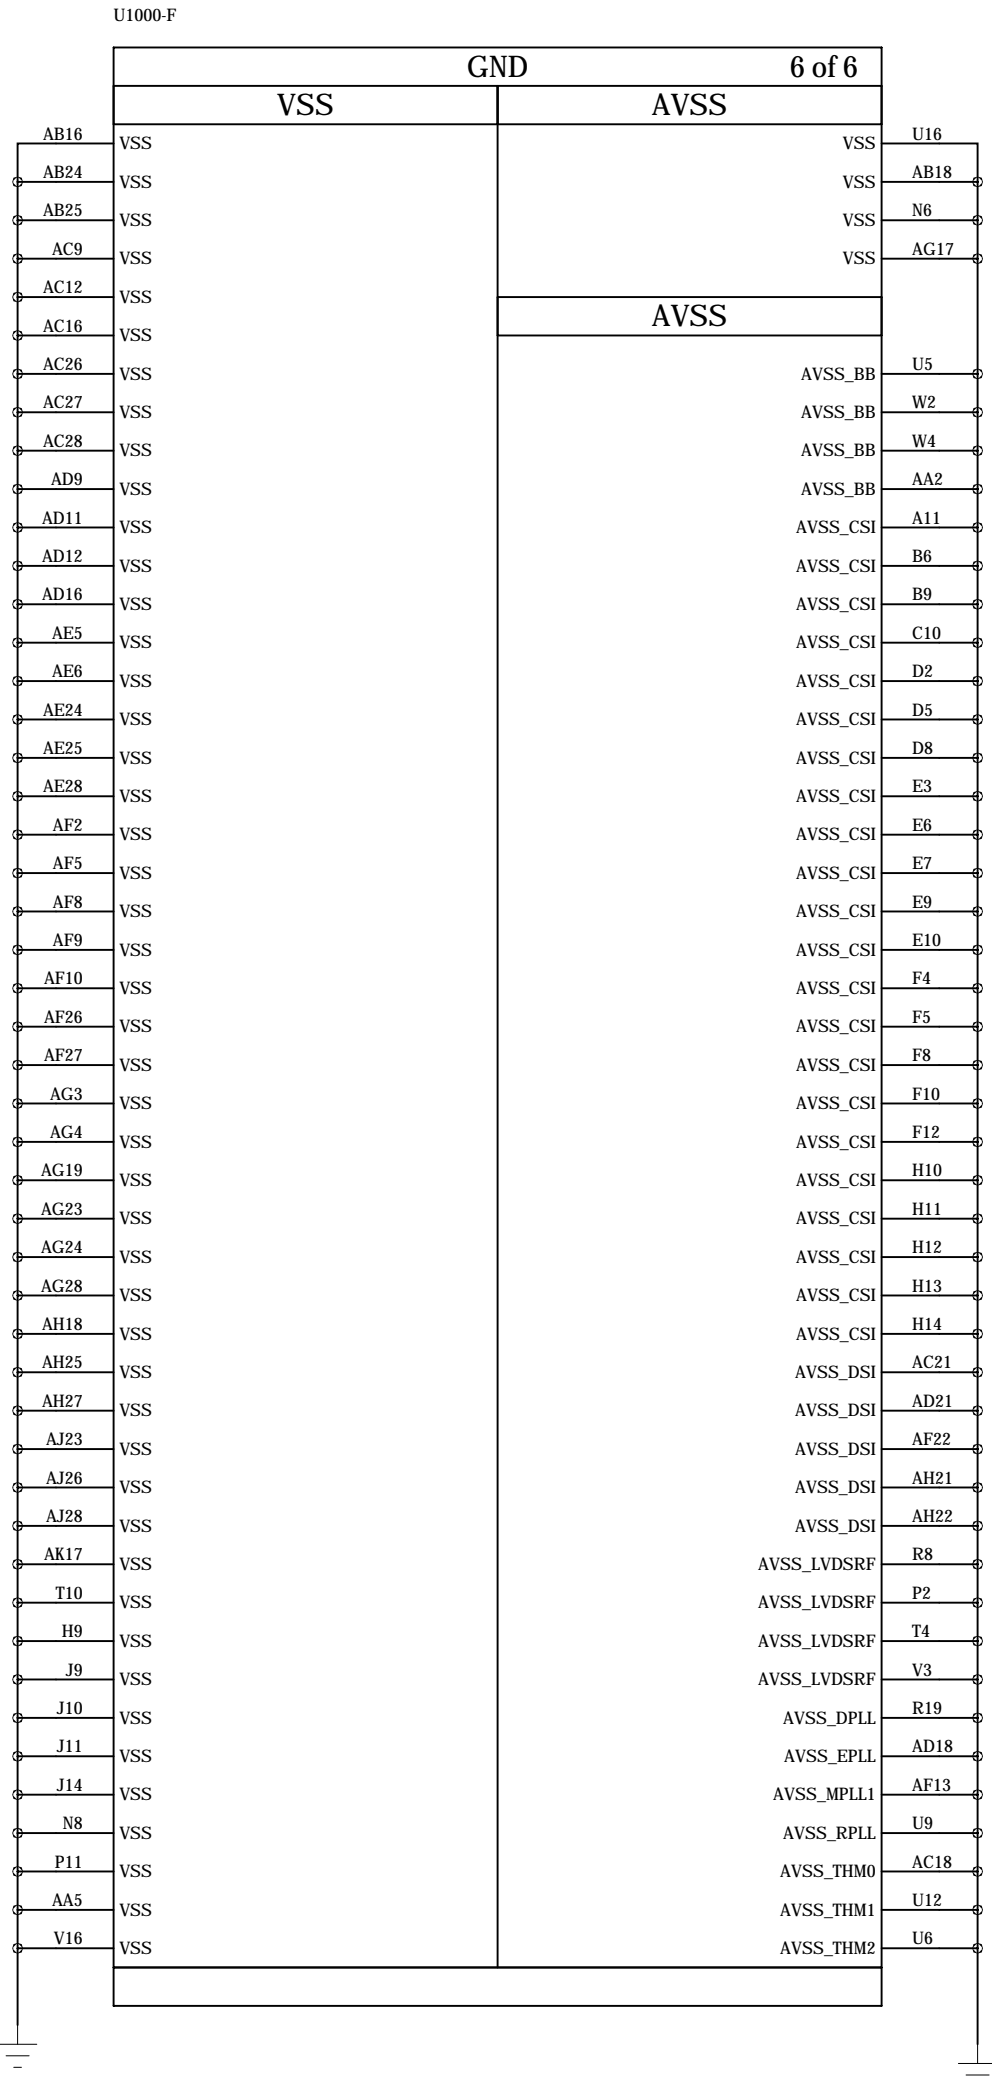 U1000-F
GND 6 of 6
VSS AVSS
AB16 VSS VSS U16
AB24 VSS VSS AB18
AB25 VSS VSS N6
AC9 VSS VSS AG17
AC12 VSS
AVSS
AC16 VSS
AC26 VSS AVSS_BB U5
AC27 VSS AVSS_BB W2
AC28 VSS AVSS_BB W4
AD9 VSS AVSS_BB AA2
AD11 VSS AVSS_CSI A11
AD12 VSS AVSS_CSI B6
AD16 VSS AVSS_CSI B9
AE5 VSS AVSS_CSI C10
AE6 VSS AVSS_CSI D2
AE24 VSS AVSS_CSI D5
AE25 VSS AVSS_CSI D8
AE28 VSS AVSS_CSI E3
AF2 VSS AVSS_CSI E6
AF5 VSS AVSS_CSI E7
AF8 VSS AVSS_CSI E9
AF9 VSS AVSS_CSI E10
AF10 VSS AVSS_CSI F4
AF26 VSS AVSS_CSI F5
AF27 VSS AVSS_CSI F8
AG3 VSS AVSS_CSI F10
AG4 VSS AVSS_CSI F12
AG19 VSS AVSS_CSI H10
AG23 VSS AVSS_CSI H11
AG24 VSS AVSS_CSI H12
AG28 VSS AVSS_CSI H13
AH18 VSS AVSS_CSI H14
AH25 VSS AVSS_DSI AC21
AH27 VSS AVSS_DSI AD21
AJ23 VSS AVSS_DSI AF22
AJ26 VSS AVSS_DSI AH21
AJ28 VSS AVSS_DSI AH22
AK17 VSS AVSS_LVDSRF R8
T10 VSS AVSS_LVDSRF P2
H9 VSS AVSS_LVDSRF T4
J9 VSS AVSS_LVDSRF V3
J10 VSS AVSS_DPLL R19
J11 VSS AVSS_EPLL AD18
J14 VSS AVSS_MPLL1 AF13
N8 VSS AVSS_RPLL U9
P11 VSS AVSS_THM0 AC18
AA5 VSS AVSS_THM1 U12
V16 VSS AVSS_THM2 U6